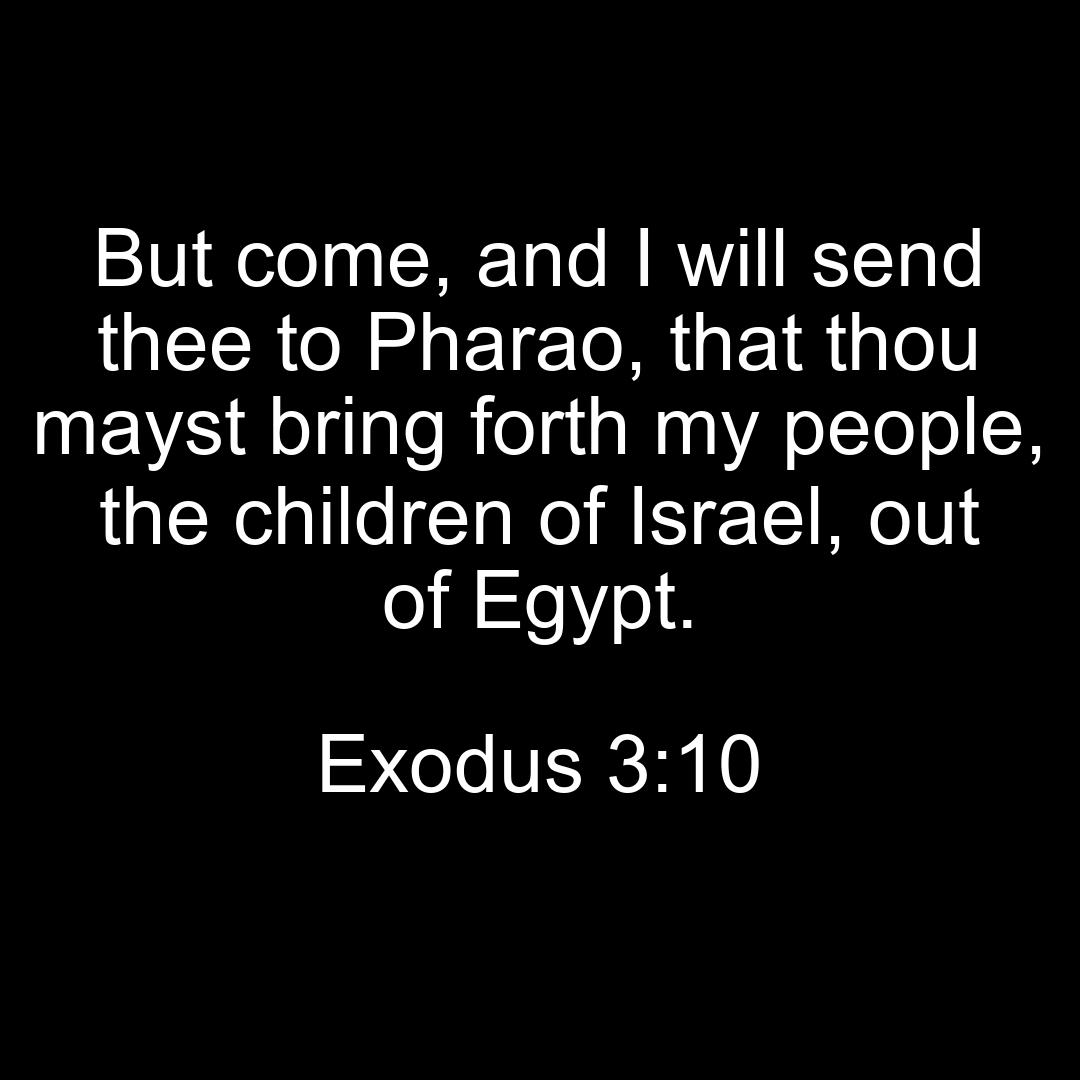 But come, and I will send
thee to Pharao, that thou
mayst bring forth my people,
the children of Israel, out
of Egypt.
Exodus 3:10